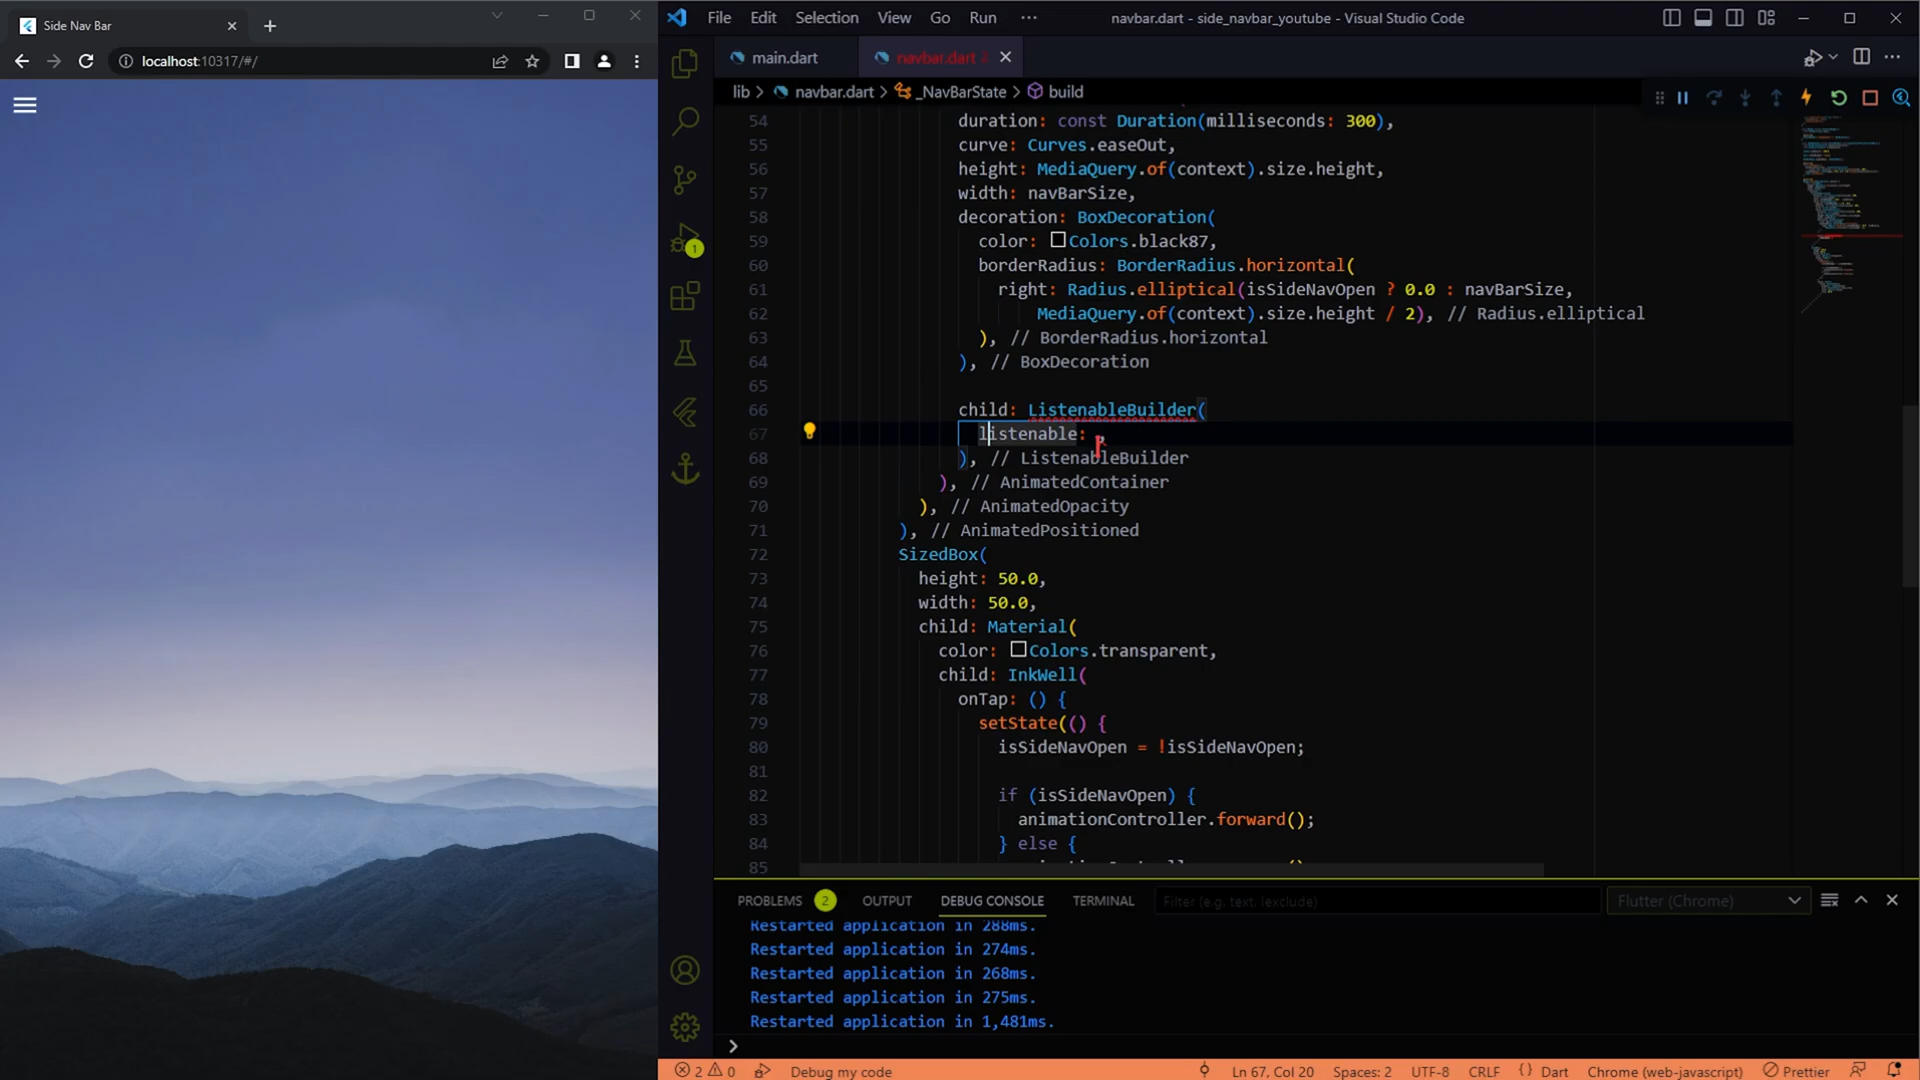 Side Nav Bar
localhost:10317/#/
File Edit Selection View Go Run ··· navbar.dart - side_navbar_youtube - Visual Studio Code
main.dart navbar.dart 2
lib > navbar.dart > _NavBarState > build
54 duration: const Duration(milliseconds: 300),
55 curve: Curves.easeOut,
56 height: MediaQuery.of(context).size.height,
57 width: navBarSize,
58 decoration: BoxDecoration(
59 color: Colors.black87,
60 borderRadius: BorderRadius.horizontal(
61 right: Radius.elliptical(isSideNavOpen ? 0.0 : navBarSize,
62 MediaQuery.of(context).size.height / 2), // Radius.elliptical
63 ), // BorderRadius.horizontal
64 ), // BoxDecoration
65
66 child: ListenableBuilder(
67 listenable: ,
68 ), // ListenableBuilder
69 ), // AnimatedContainer
70 ), // AnimatedOpacity
71 ), // AnimatedPositioned
72 SizedBox(
73 height: 50.0,
74 width: 50.0,
75 child: Material(
76 color: Colors.transparent,
77 child: InkWell(
78 onTap: () {
79 setState(() {
80 isSideNavOpen = !isSideNavOpen;
81
82 if (isSideNavOpen) {
83 animationController.forward();
84 } else {
85
1
PROBLEMS 2 OUTPUT DEBUG CONSOLE TERMINAL Filter (e.g. text, !exclude) Flutter (Chrome)
Restarted application in 288ms.
Restarted application in 274ms.
Restarted application in 268ms.
Restarted application in 275ms.
Restarted application in 1,481ms.
>
2 0 Debug my code Ln 67, Col 20 Spaces: 2 UTF-8 CRLF {} Dart Chrome (web-javascript) Prettier